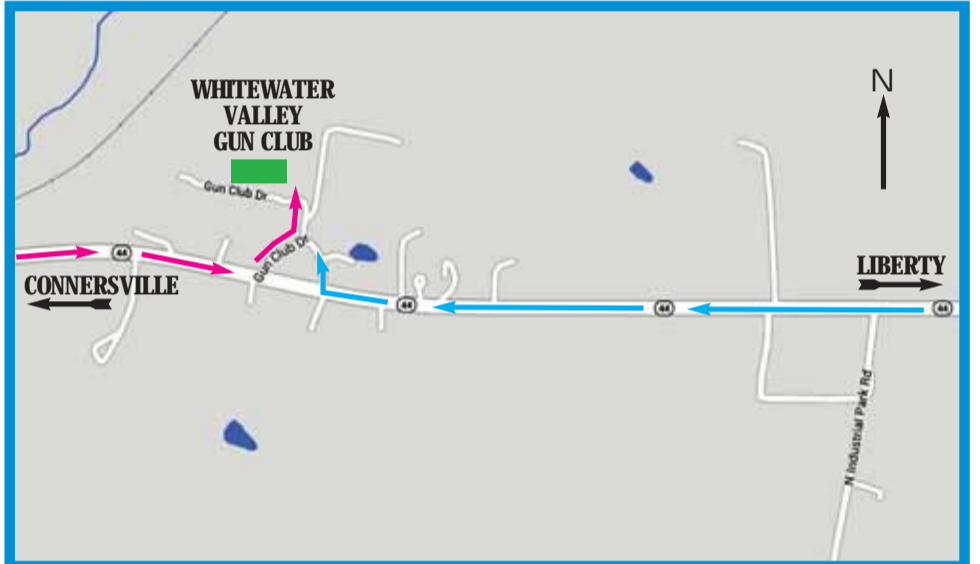 WHITEWATER
VALLEY
GUN CLUB
N
Gun Club Dr.
Gun Club Dr.
44
CONNERSVILLE
LIBERTY
44
44
44
N Industrial Park Rd